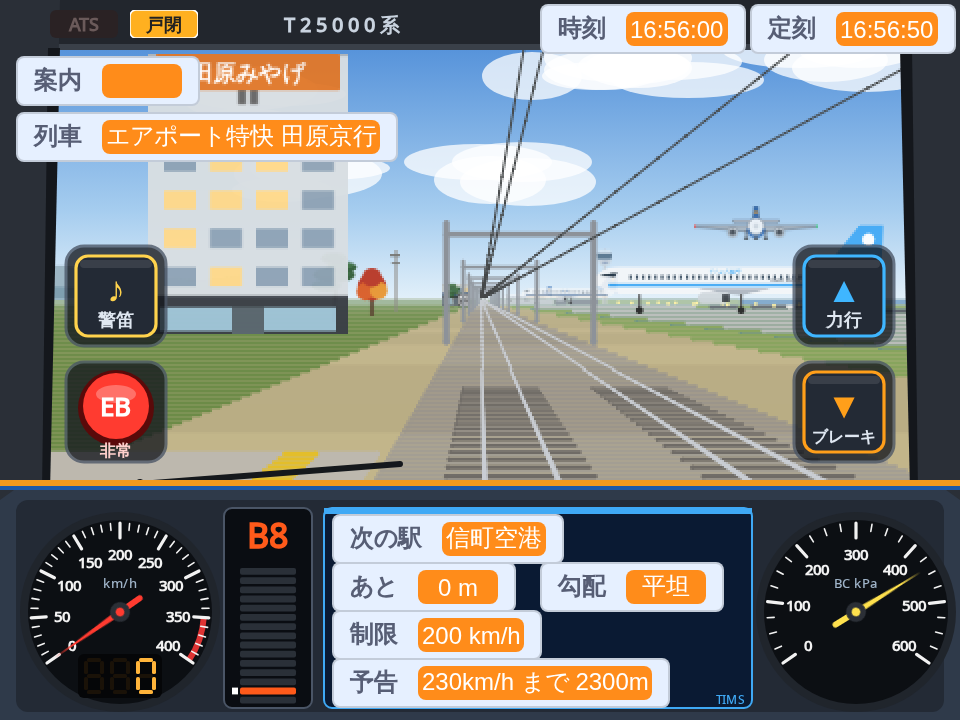 ATS
戸閉
T25000系
時刻 16:56:00
定刻 16:56:50
案内
田原みやげ
列車 エアポート特快 田原京行
♪
警笛
▲
力行
EB
非常
▼
ブレーキ
0 50 100 150 200 250 300 350 400
km/h
0
B8
次の駅 信町空港
あと 0 m
勾配 平坦
制限 200 km/h
予告 230km/h まで 2300m
TIMS
0 100 200 300 400 500 600
BC kPa